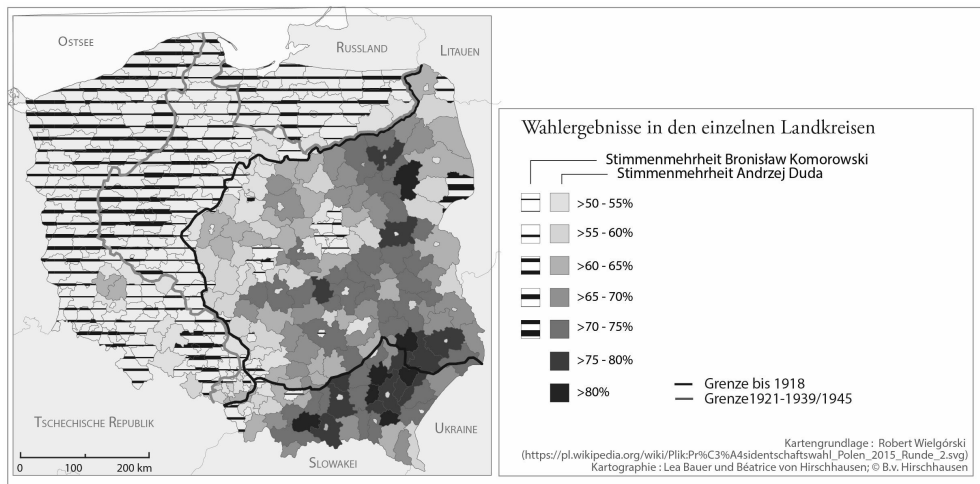 OSTSEE
RUSSLAND
LITAUEN
TSCHECHISCHE REPUBLIK
UKRAINE
SLOWAKEI
0 100 200 km
Wahlergebnisse in den einzelnen Landkreisen
Stimmenmehrheit Bronisław Komorowski
Stimmenmehrheit Andrzej Duda
>50 - 55%
>55 - 60%
>60 - 65%
>65 - 70%
>70 - 75%
>75 - 80%
>80%
Grenze bis 1918
Grenze1921-1939/1945
Kartengrundlage : Robert Wielgórski
(https://pl.wikipedia.org/wiki/Plik:Pr%C3%A4sidentschaftswahl_Polen_2015_Runde_2.svg)
Kartographie : Lea Bauer und Béatrice von Hirschhausen; © B.v. Hirschhausen